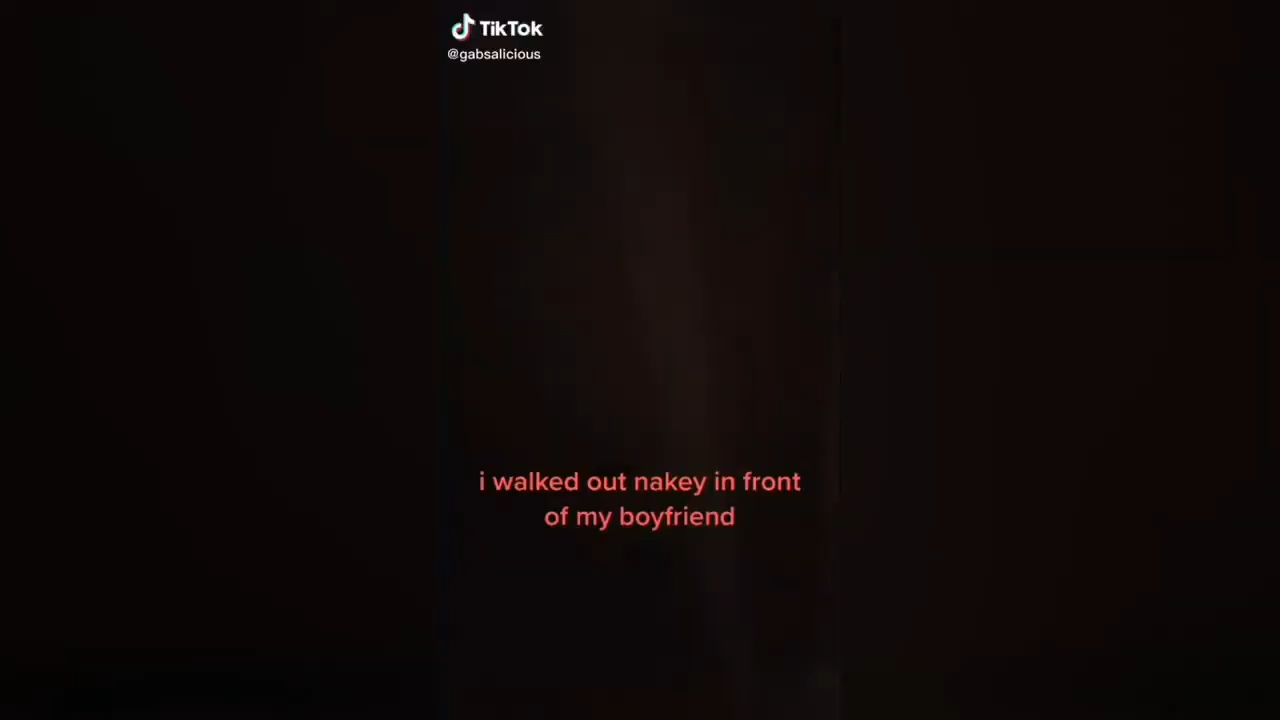 TikTok
@gabsalicious
i walked out nakey in front
of my boyfriend